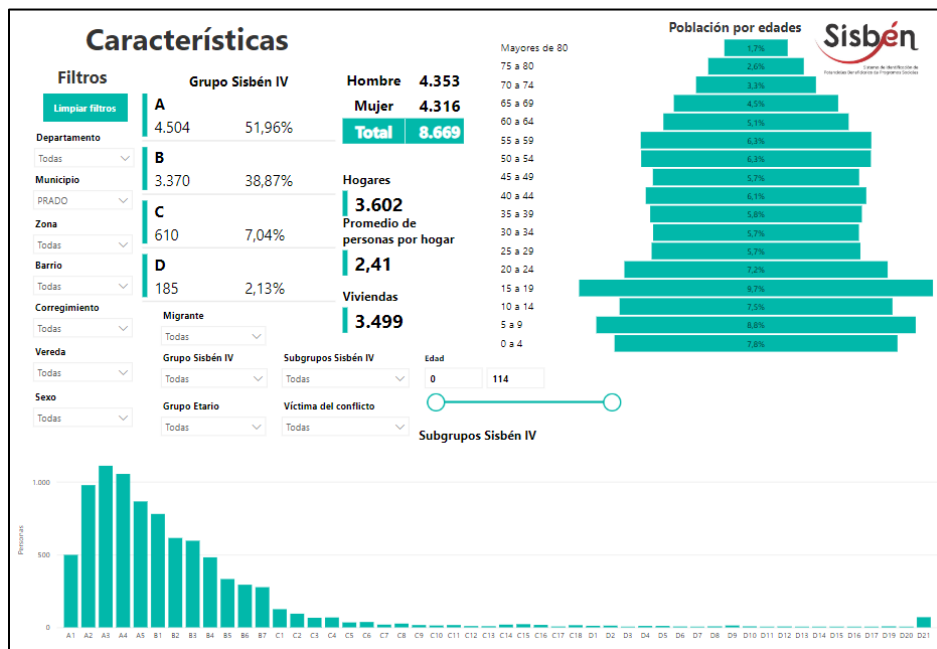 Características
Población por edades
Sisbén
Filtros
Limpiar filtros
Departamento
Todas
Municipio
PRADO
Zona
Todas
Barrio
Todas
Corregimiento
Todas
Vereda
Todas
Sexo
Todas
Grupo Sisbén IV
A
4.504 51,96%
B
3.370 38,87%
C
610 7,04%
D
185 2,13%
Hombre 4.353
Mujer 4.316
Total 8.669
Hogares
3.602
Promedio de
personas por hogar
2,41
Viviendas
3.499
Migrante
Todas
Grupo Sisbén IV
Todas
Subgrupos Sisbén IV
Todas
Edad
0 114
Grupo Etario
Todas
Víctima del conflicto
Todas
Mayores de 80 1,7%
75 a 80 2,6%
70 a 74 3,3%
65 a 69 4,5%
60 a 64 5,1%
55 a 59 6,3%
50 a 54 6,3%
45 a 49 5,7%
40 a 44 6,1%
35 a 39 5,8%
30 a 34 5,7%
25 a 29 5,7%
20 a 24 7,2%
15 a 19 9,7%
10 a 14 7,5%
5 a 9 8,8%
0 a 4 7,8%
Subgrupos Sisbén IV
Personas
1.000
500
0
A1 A2 A3 A4 A5 B1 B2 B3 B4 B5 B6 B7 C1 C2 C3 C4 C5 C6 C7 C8 C9 C10 C11 C12 C13 C14 C15 C16 C17 C18 D1 D2 D3 D4 D5 D6 D7 D8 D9 D10 D11 D12 D13 D14 D15 D16 D17 D18 D19 D20 D21